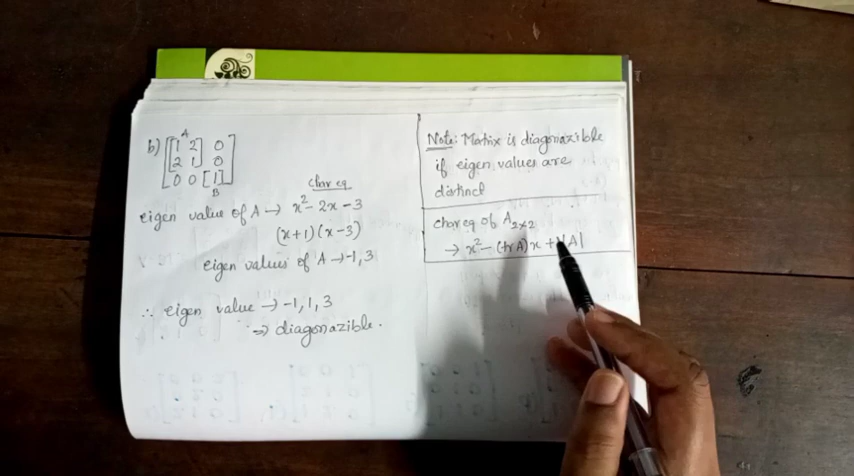 b) [[1 2] 0
A
2 1] 0
0 0 [1]]
B
char eq
eigen value of A → x² - 2x - 3
(x+1) (x-3)
eigen values of A → -1, 3
∴ eigen value → -1, 1, 3
⇒ diagonazible.
Note: Matrix is diagonazible
if eigen values are
distinct
char eq of A₂ₓ₂
→ x² - (tr A)x + |A|